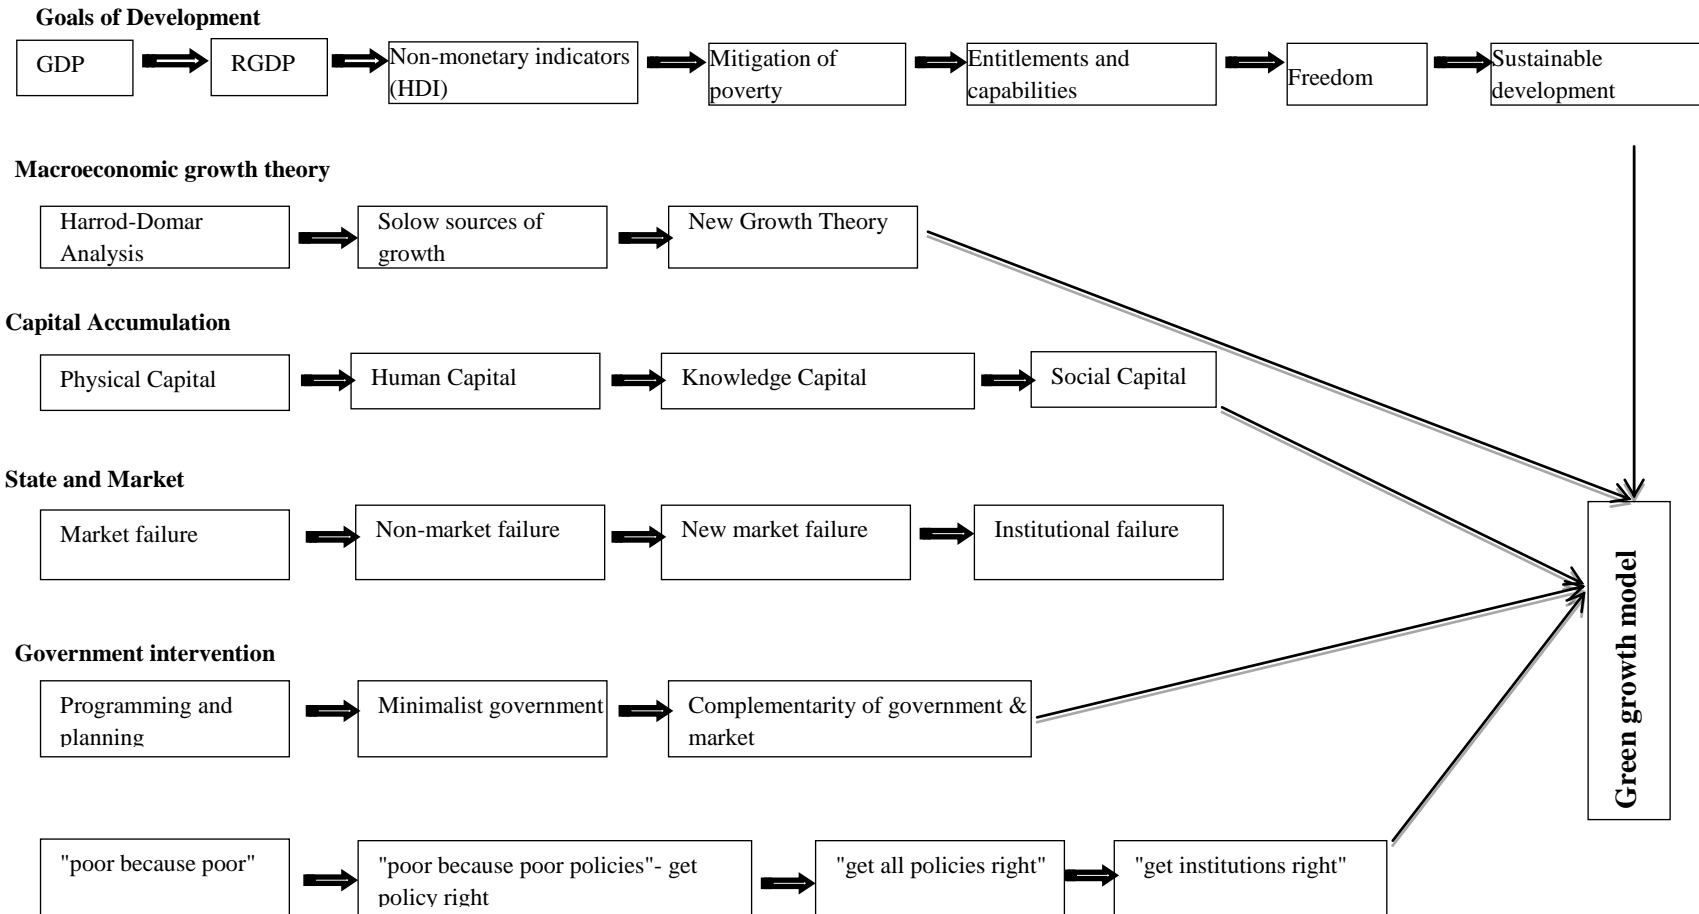 Goals of Development
GDP
RGDP
Non-monetary indicators
(HDI)
Mitigation of
poverty
Entitlements and
capabilities
Freedom
Sustainable
development
Macroeconomic growth theory
Harrod-Domar
Analysis
Solow sources of
growth
New Growth Theory
Capital Accumulation
Physical Capital
Human Capital
Knowledge Capital
Social Capital
State and Market
Market failure
Non-market failure
New market failure
Institutional failure
Government intervention
Programming and
planning
Minimalist government
Complementarity of government &
market
"poor because poor"
"poor because poor policies"- get
policy right
"get all policies right"
"get institutions right"
Green growth model